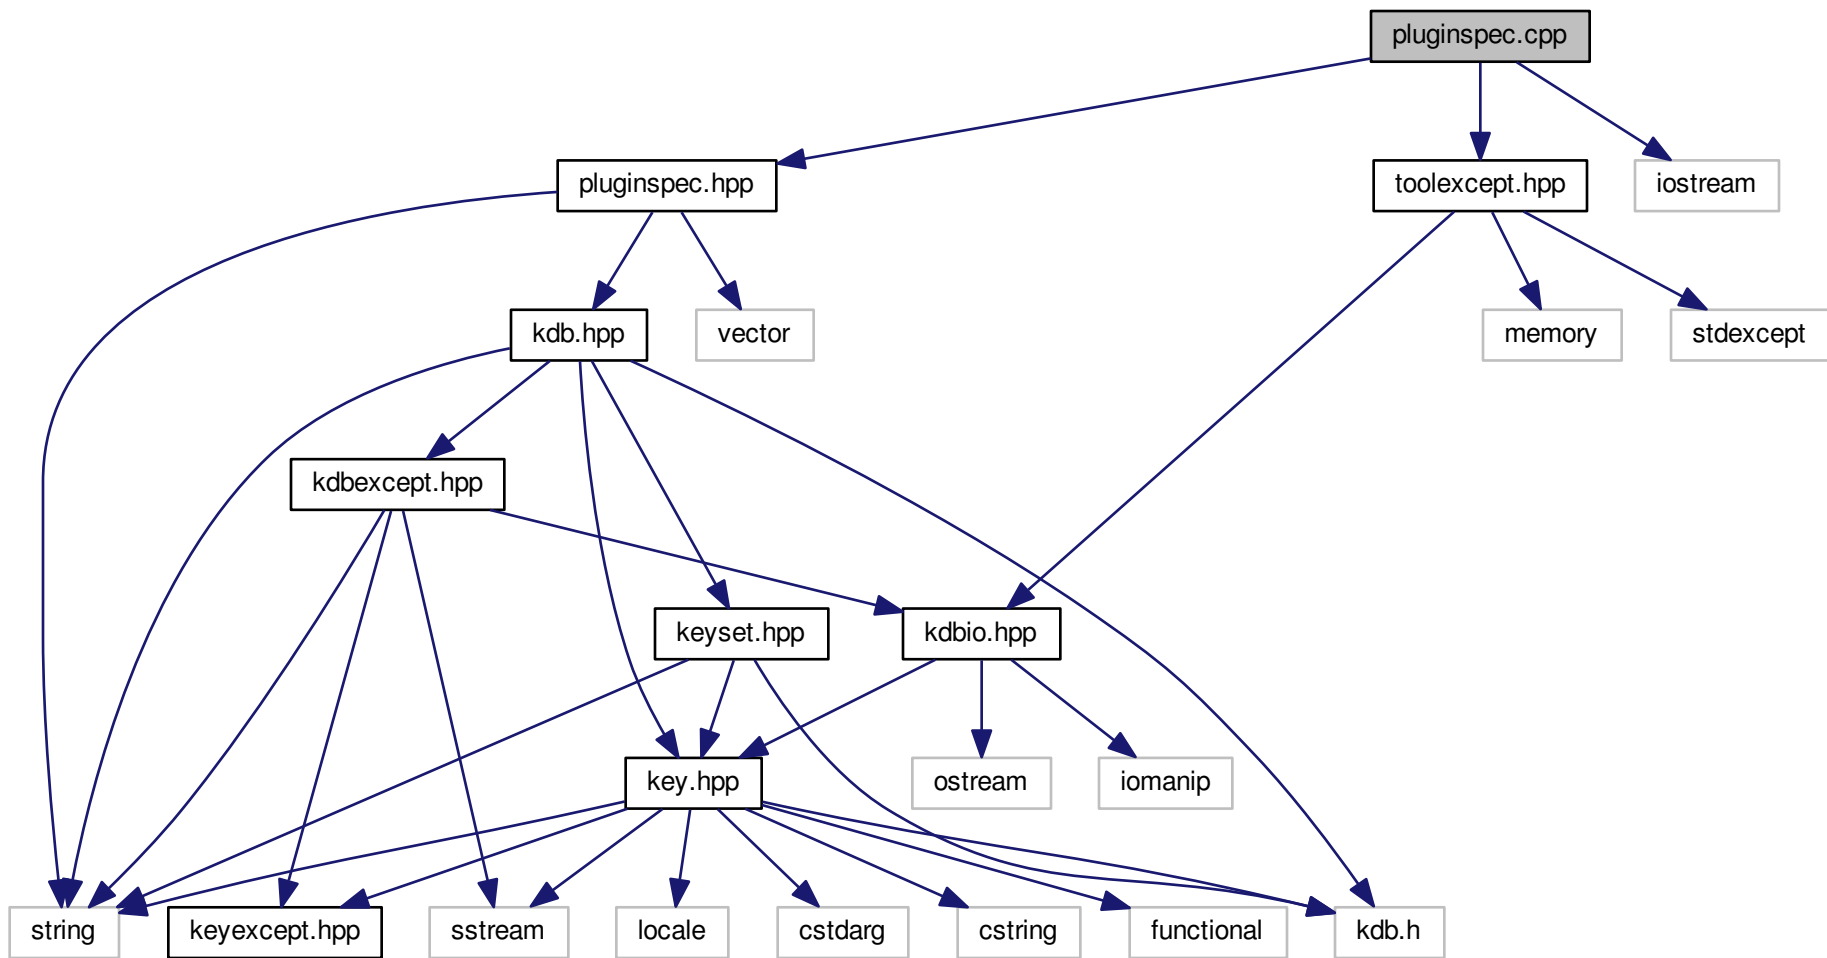 pluginspec.cpp
pluginspec.hpp
toolexcept.hpp
iostream
kdb.hpp
vector
memory
stdexcept
kdbexcept.hpp
keyset.hpp
kdbio.hpp
key.hpp
ostream
iomanip
string
keyexcept.hpp
sstream
locale
cstdarg
cstring
functional
kdb.h